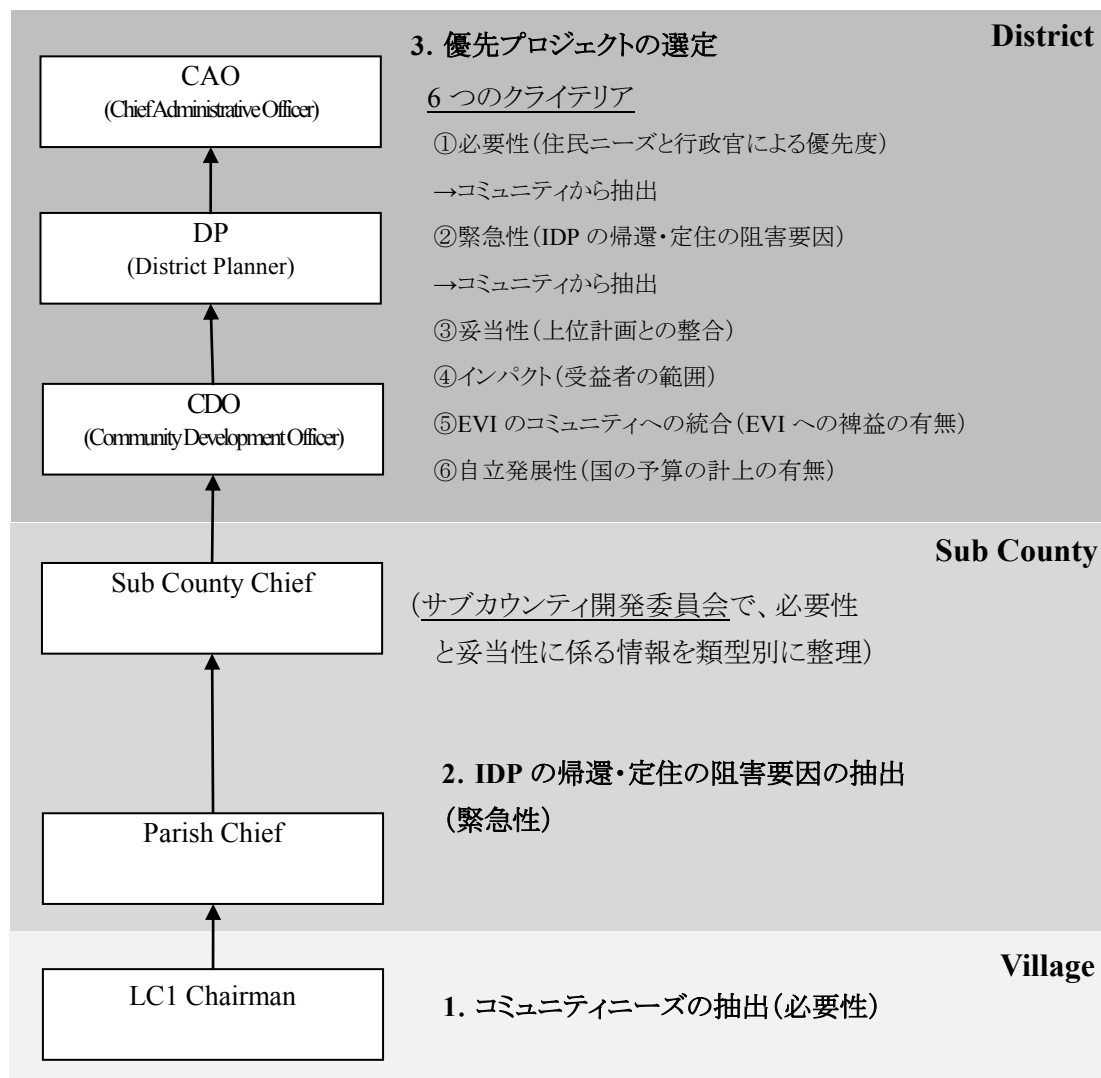 District
3. 優先プロジェクトの選定
CAO
(Chief Administrative Officer)
6 つのクライテリア
①必要性(住民ニーズと行政官による優先度)
→コミュニティから抽出
DP
(District Planner)
②緊急性(IDP の帰還・定住の阻害要因)
→コミュニティから抽出
③妥当性(上位計画との整合)
④インパクト(受益者の範囲)
CDO
(Community Development Officer)
⑤EVI のコミュニティへの統合(EVI への裨益の有無)
⑥自立発展性(国の予算の計上の有無)
Sub County
Sub County Chief
(サブカウンティ開発委員会で、必要性
と妥当性に係る情報を類型別に整理)
2. IDP の帰還・定住の阻害要因の抽出
(緊急性)
Parish Chief
Village
LC1 Chairman
1. コミュニティニーズの抽出(必要性)